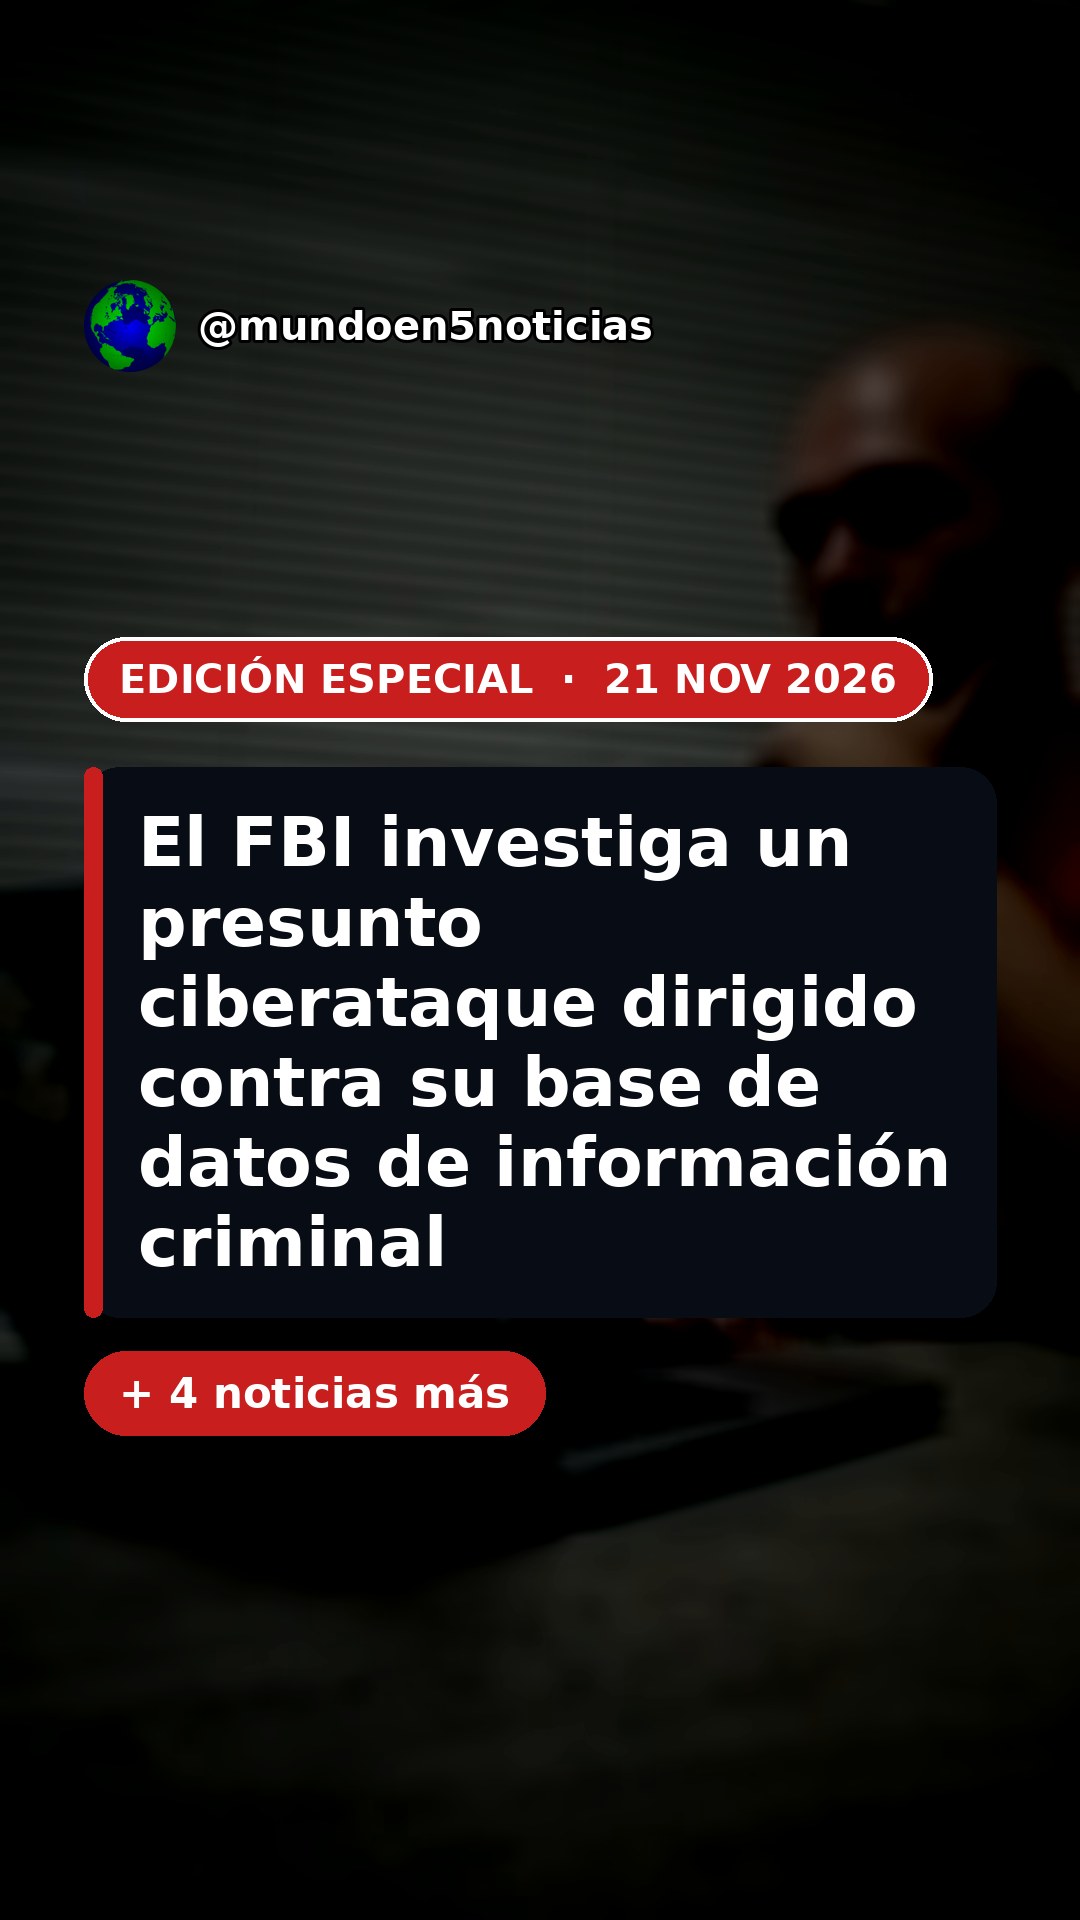 @mundoen5noticias
EDICIÓN ESPECIAL · 21 NOV 2026
El FBI investiga un
presunto
ciberataque dirigido
contra su base de
datos de información
criminal
+ 4 noticias más